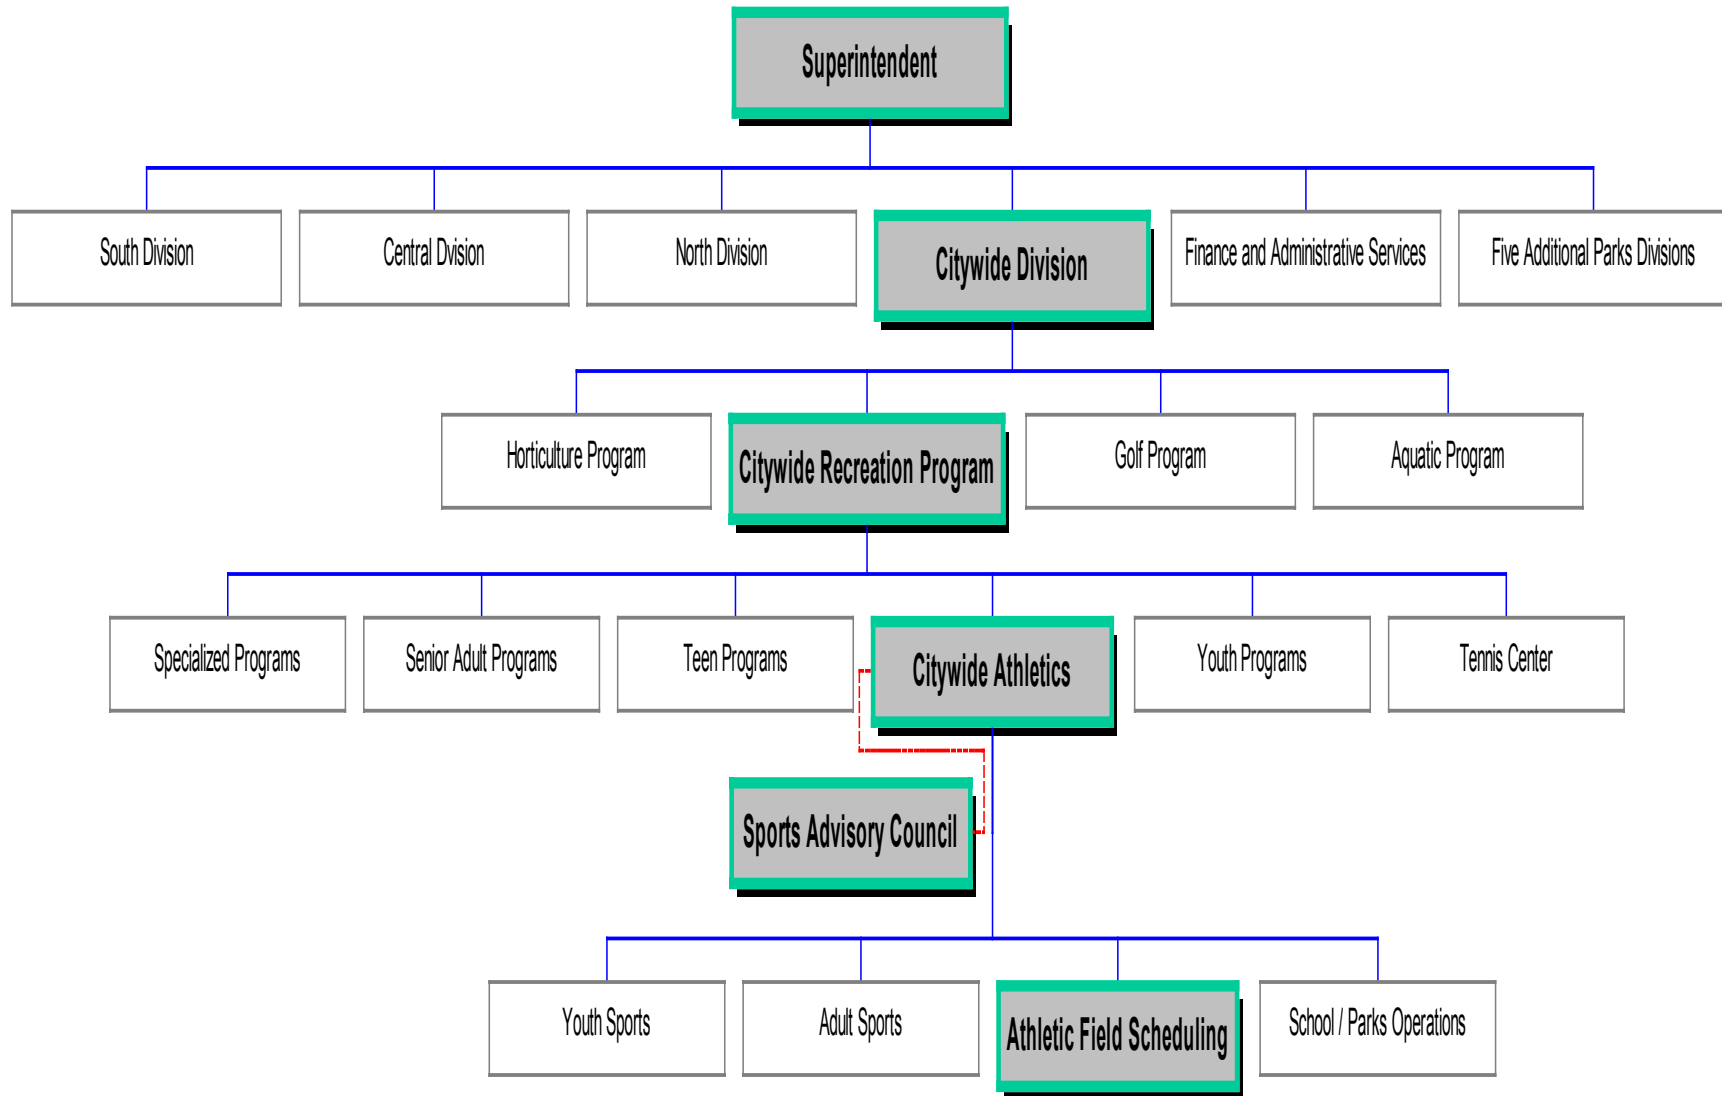 Superintendent
South Division
Central Dvision
North Division
Citywide Division
Finance and Administrative Services
Five Additional Parks Divisions
Horticulture Program
Citywide Recreation Program
Golf Program
Aquatic Program
Specialized Programs
Senior Adult Programs
Teen Programs
Citywide Athletics
Youth Programs
Tennis Center
Sports Advisory Council
Youth Sports
Adult Sports
Athletic Field Scheduling
School / Parks Operations